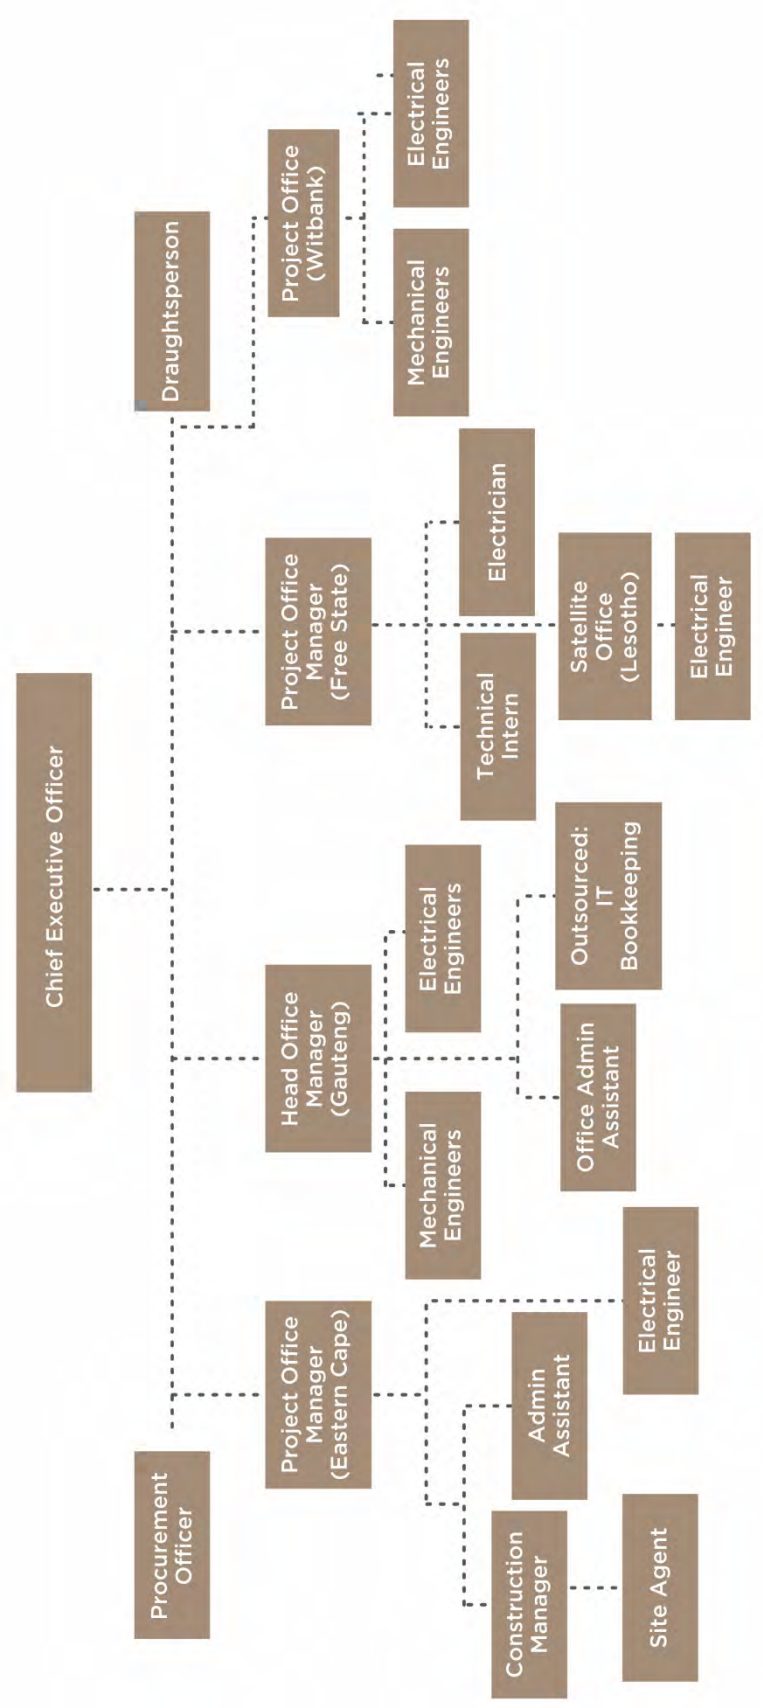 Chief Executive Officer
Procurement
Officer
Draughtsperson
Project Office
Manager
(Eastern Cape)
Head Office
Manager
(Gauteng)
Project Office
Manager
(Free State)
Project Office
(Witbank)
Construction
Manager
Admin
Assistant
Site Agent
Electrical
Engineer
Mechanical
Engineers
Electrical
Engineers
Office Admin
Assistant
Outsourced:
IT
Bookkeeping
Technical
Intern
Electrician
Satellite
Office
(Lesotho)
Electrical
Engineer
Mechanical
Engineers
Electrical
Engineers